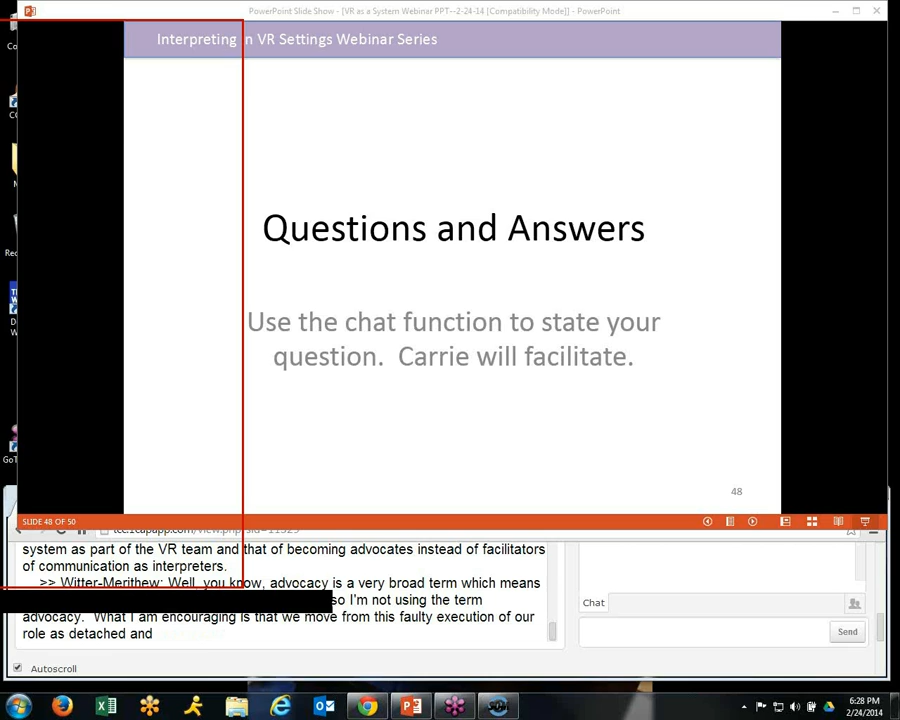 PowerPoint Slide Show - [VR as a System Webinar PPT--2-24-14 [Compatibility Mode]] - PowerPoint
Interpreting in VR Settings Webinar Series
Questions and Answers
Use the chat function to state your
question. Carrie will facilitate.
48
SLIDE 48 OF 50
system as part of the VR team and that of becoming advocates instead of facilitators
of communication as interpreters.
>> Witter-Merithew: Well, you know, advocacy is a very broad term which means
so I'm not using the term
advocacy. What I am encouraging is that we move from this faulty execution of our
role as detached and
Autoscroll
Chat
Send
6:28 PM
2/24/2014